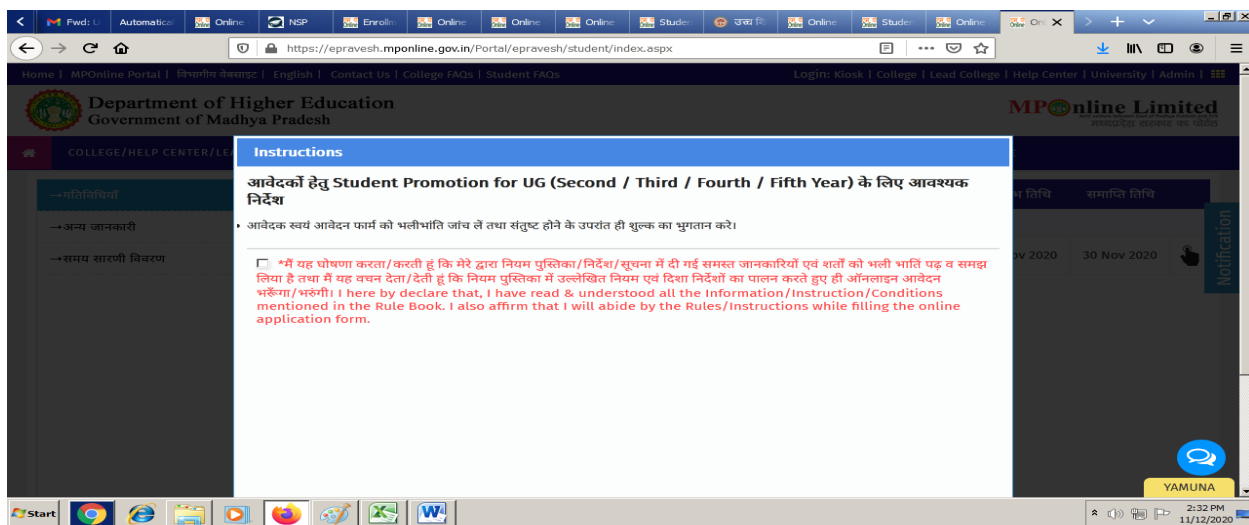 Fwd: U
Automatical
Online
NSP
Enrollm
Online
Online
Online
Studen
उच्च शि
Online
Studen
Online
Onl
https://epravesh.mponline.gov.in/Portal/epravesh/student/index.aspx
Home | MPOnline Portal | विभागीय वेबसाइट | English | Contact Us | College FAQs | Student FAQs
Login: Kiosk | College | Lead College | Help Center | University | Admin |
Department of Higher Education
Government of Madhya Pradesh
MPOnline Limited
मध्यप्रदेश सरकार का पोर्टल
COLLEGE/HELP CENTER/LEA
Instructions
आवेदकों हेतु Student Promotion for UG (Second / Third / Fourth / Fifth Year) के लिए आवश्यक
निर्देश
आवेदक स्वयं आवेदन फार्म को भलीभांति जांच लें तथा संतुष्ट होने के उपरांत ही शुल्क का भुगतान करे।
→गतिविधियाँ
→अन्य जानकारी
→समय सारणी विवरण
भ तिथि
समाप्ति तिथि
ov 2020
30 Nov 2020
Notification
*मैं यह घोषणा करता/करती हूं कि मेरे द्वारा नियम पुस्तिका/निर्देश/सूचना में दी गई समस्त जानकारियों एवं शर्तों को भली भाति पढ़ व समझ
लिया है तथा मैं यह वचन देता/देती हूं कि नियम पुस्तिका में उल्लेखित नियम एवं दिशा निर्देशों का पालन करते हुए ही ऑनलाइन आवेदन
भरूँगा/भरुंगी। I here by declare that, I have read & understood all the Information/Instruction/Conditions
mentioned in the Rule Book. I also affirm that I will abide by the Rules/Instructions while filling the online
application form.
YAMUNA
Start
2:32 PM
11/12/2020